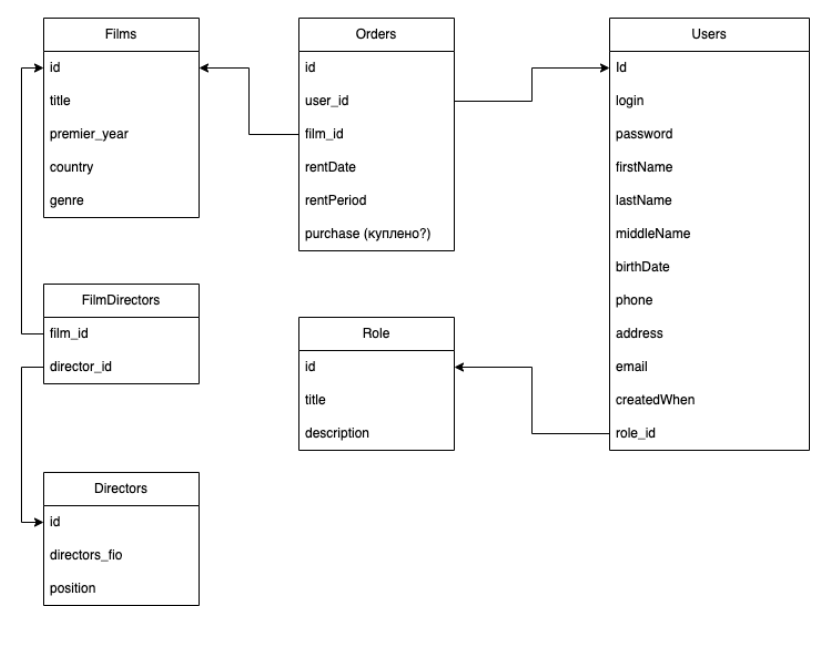 Films
id
title
premier_year
country
genre
Orders
id
user_id
film_id
rentDate
rentPeriod
purchase (куплено?)
Users
Id
login
password
firstName
lastName
middleName
birthDate
phone
address
email
createdWhen
role_id
FilmDirectors
film_id
director_id
Role
id
title
description
Directors
id
directors_fio
position